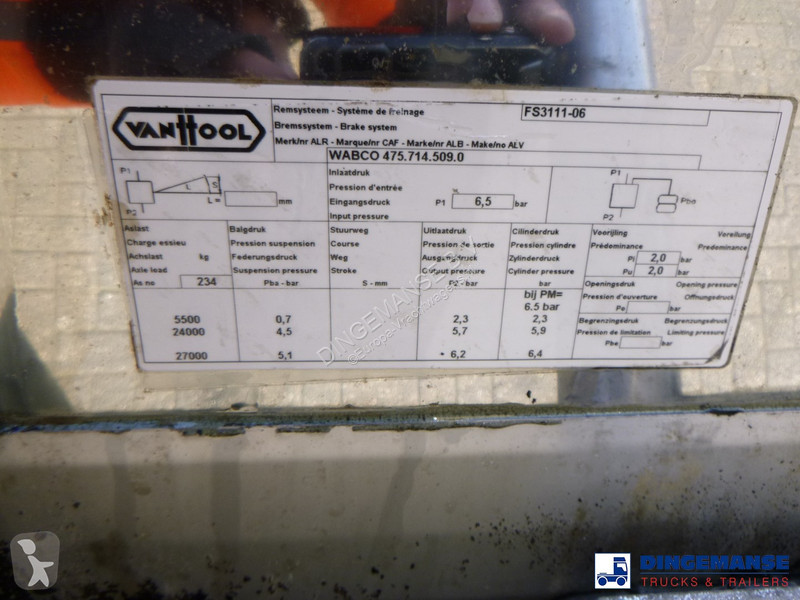 VANHOOL
Remsysteem - Système de freinage
Bremssystem - Brake system
FS3111-06
Merk/nr ALR - Marque/nr CAF - Marke/nr ALB - Make/no ALV
WABCO 475.714.509.0
P1
L
S
L=
mm
P2
Inlaatdruk
Pression d'entrée
Eingangsdruck
Input pressure
P1 6,5 bar
P1
P2
Aslast
Charge essieu
Achslast kg
Axle load
As no 234
Balgdruk
Pression suspension
Federungsdruck
Suspension pressure
Pba - bar
Stuurweg
Course
Weg
Stroke
S - mm
Uitlaatdruk
Pression de sortie
Ausgangdruck
Output pressure
P2 - bar
Cilinderdruk
Pression cylindre
Zylinderdruck
Cylinder pressure
bar
bij PM=
6.5 bar
Voorijling Voreilung
Prédominance Predominance
Pi 2,0 bar
Pu 2,0 bar
Openingsdruk Öffnungsdruck
Pression d'ouverture Opening pressure
Po bar
Begrenzingsdruk Begrenzungsdruck
Pression de limitation Limiting pressure
Pbe bar
5500 0,7 2,3 2,3
24000 4,5 5,7 5,9
27000 5,1 6,2 6,4
DINGEMANSE
TRUCKS & TRAILERS